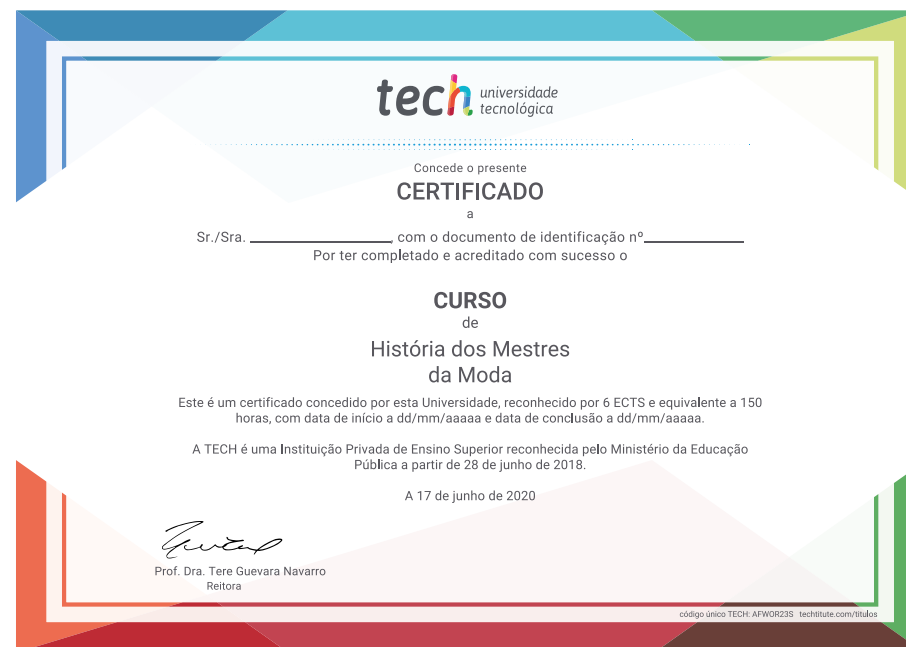 tech universidade
tecnológica
Concede o presente
CERTIFICADO
a
Sr./Sra. ____________________, com o documento de identificação nº______________
Por ter completado e acreditado com sucesso o
CURSO
de
História dos Mestres
da Moda
Este é um certificado concedido por esta Universidade, reconhecido por 6 ECTS e equivalente a 150
horas, com data de início a dd/mm/aaaaa e data de conclusão a dd/mm/aaaaa.
A TECH é uma Instituição Privada de Ensino Superior reconhecida pelo Ministério da Educação
Pública a partir de 28 de junho de 2018.
A 17 de junho de 2020
Prof. Dra. Tere Guevara Navarro
Reitora
código único TECH: AFWOR23S techtitute.com/titulos